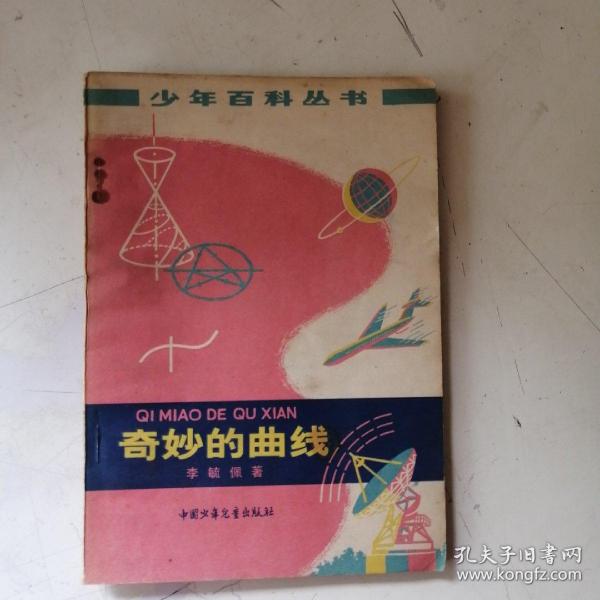 少年百科丛书
QI MIAO DE QU XIAN
奇妙的曲线
李毓佩著
中国少年儿童出版社
孔夫子旧书网
www.kongfz.com